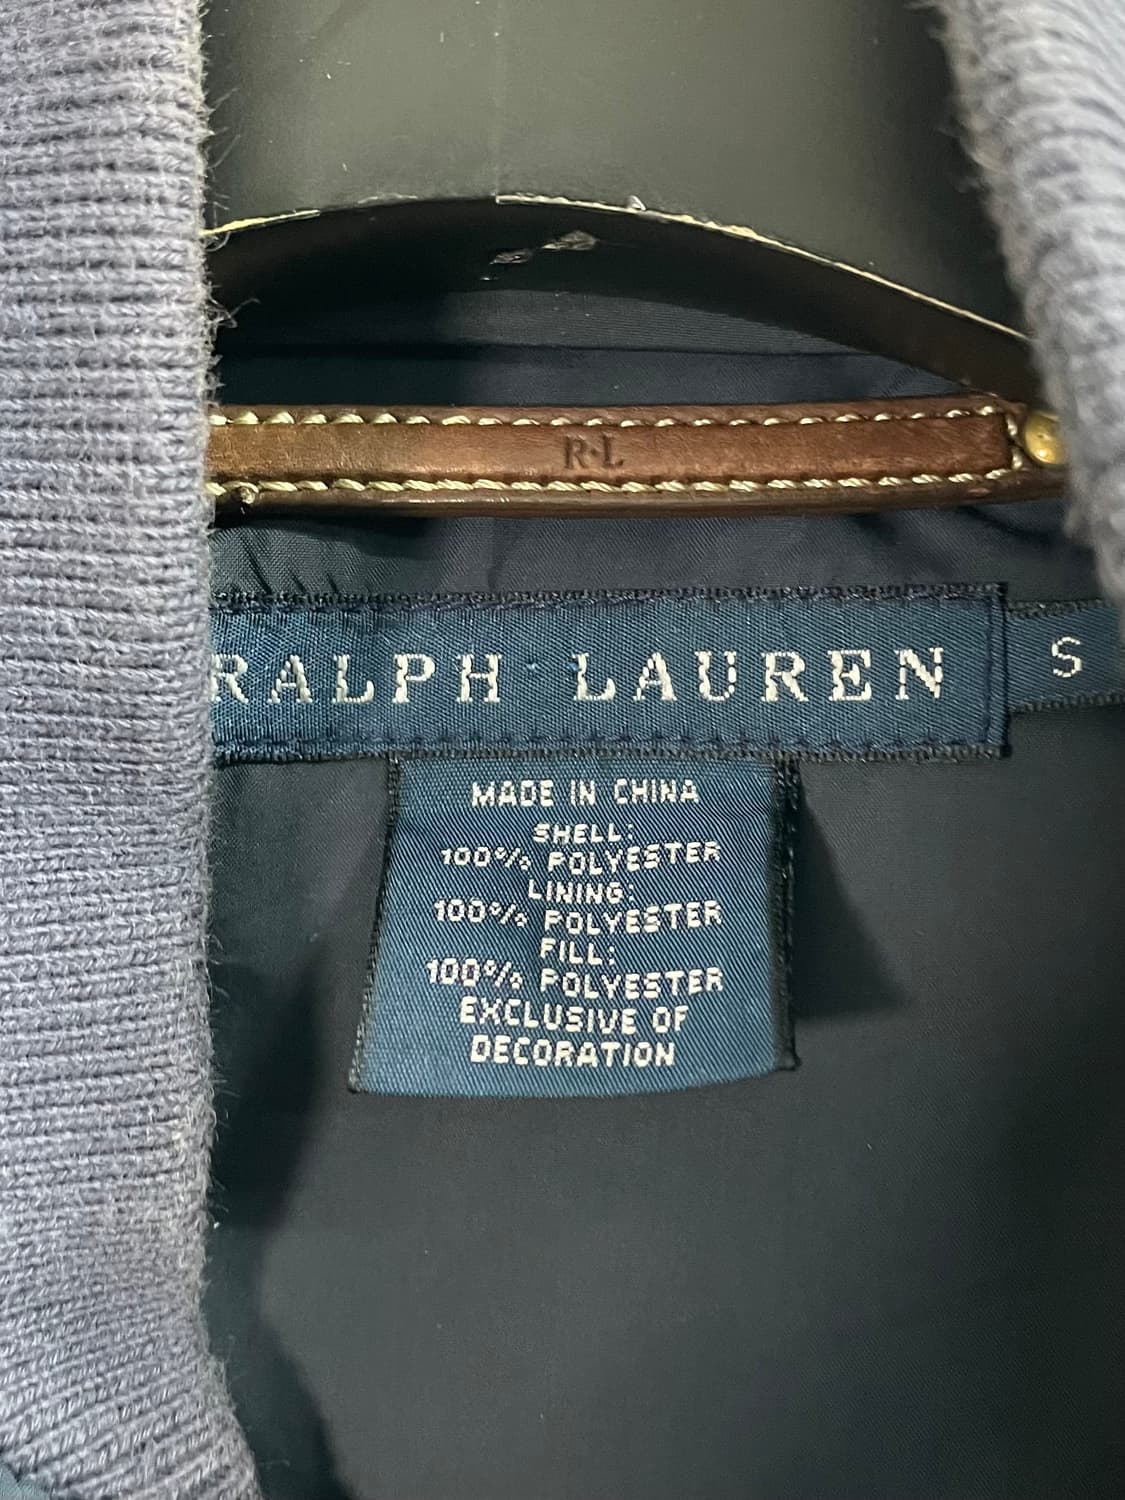 R·L
RALPH LAUREN
S
MADE IN CHINA
SHELL:
100% POLYESTER
LINING:
100% POLYESTER
FILL:
100% POLYESTER
EXCLUSIVE OF
DECORATION